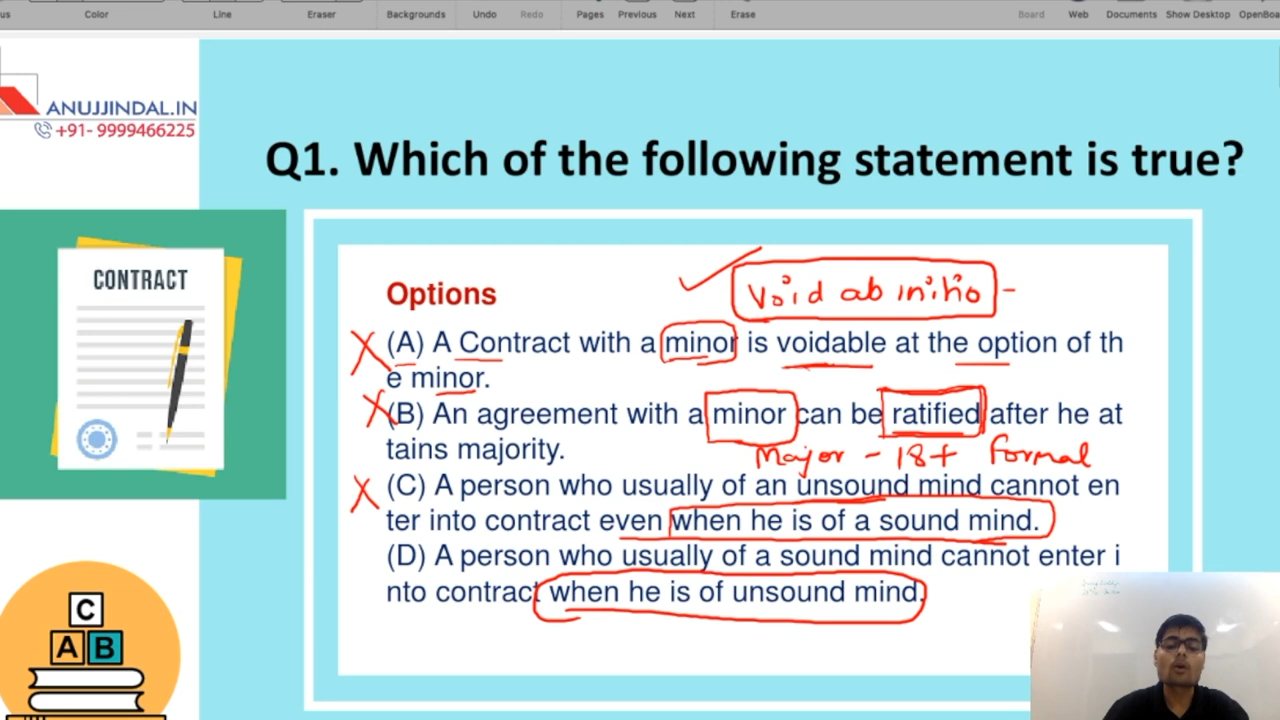 Color
Line
Eraser
Backgrounds
Undo
Redo
Pages
Previous
Next
Erase
Board
Web
Documents
Show Desktop
ANUJJINDAL.IN
+91- 9999466225
Q1. Which of the following statement is true?
CONTRACT
Options
Void ab initio -
(A) A Contract with a minor is voidable at the option of th
e minor.
(B) An agreement with a minor can be ratified after he at
tains majority.
Major - 18+ formal
(C) A person who usually of an unsound mind cannot en
ter into contract even when he is of a sound mind.
(D) A person who usually of a sound mind cannot enter i
nto contract when he is of unsound mind.
C
A B